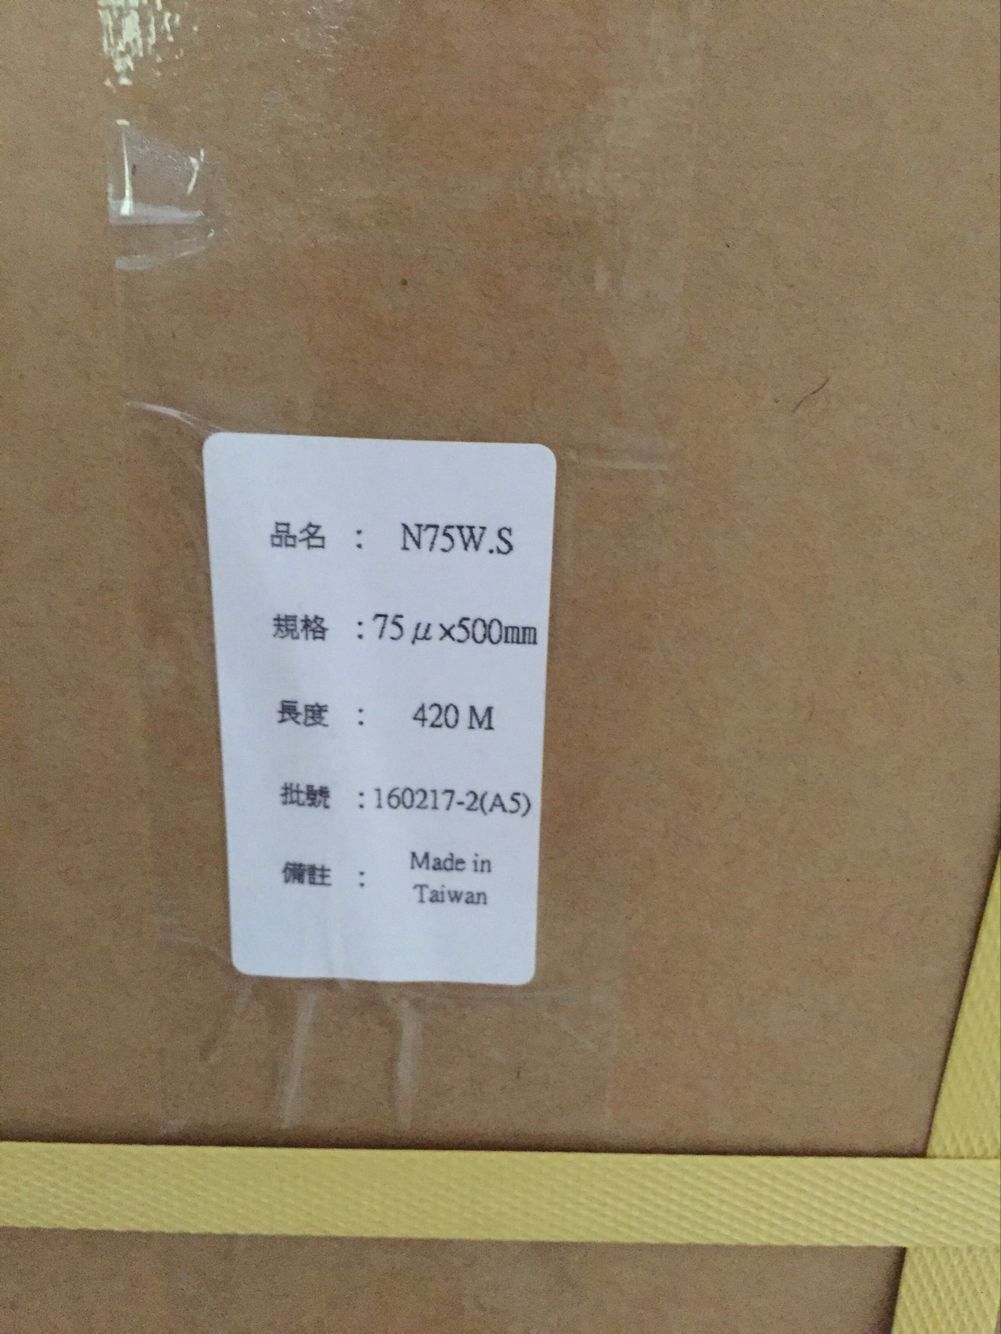 品名 : N75W.S
規格 :75μ×500mm
長度 : 420 M
批號 :160217-2(A5)
備註 : Made in
Taiwan